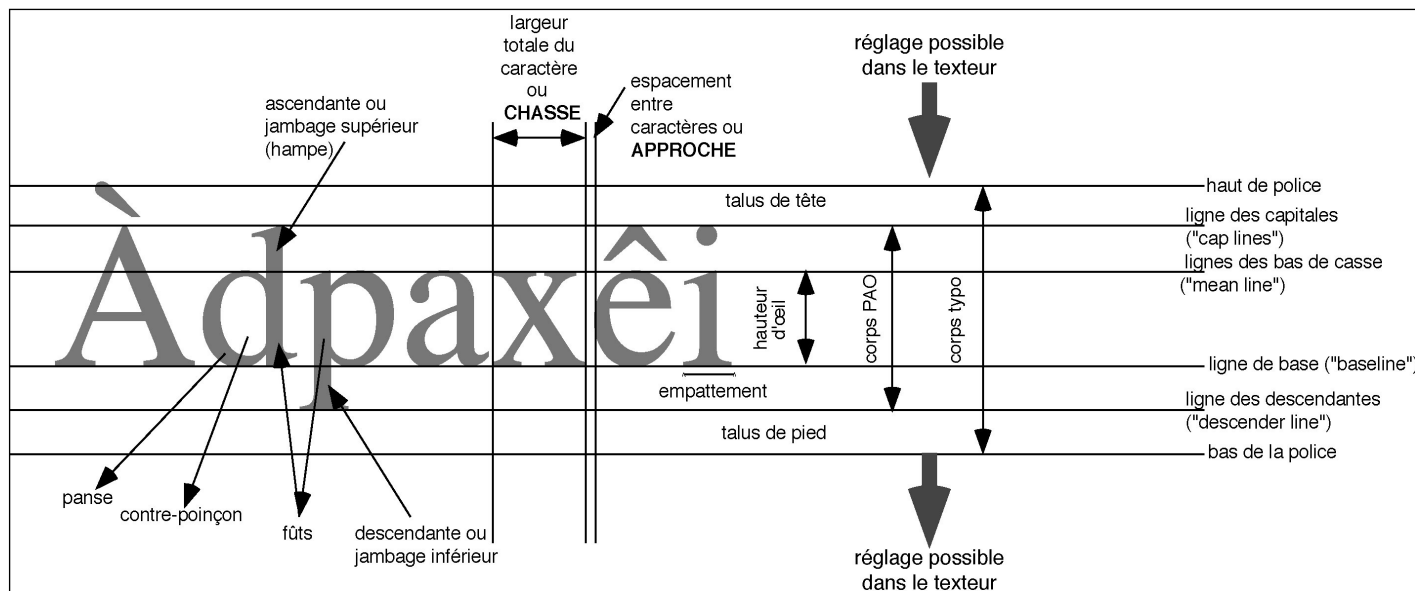 largeur
totale du
caractère
ou
CHASSE
espacement
entre
caractères ou
APPROCHE
réglage possible
dans le texteur
ascendante ou
jambage supérieur
(hampe)
haut de police
talus de tête
ligne des capitales
("cap lines")
lignes des bas de casse
("mean line")
Àdpaxêi
hauteur
d'œil
corps PAO
corps typo
ligne de base ("baseline")
empattement
ligne des descendantes
("descender line")
talus de pied
bas de la police
panse
contre-poinçon
fûts
descendante ou
jambage inférieur
réglage possible
dans le texteur